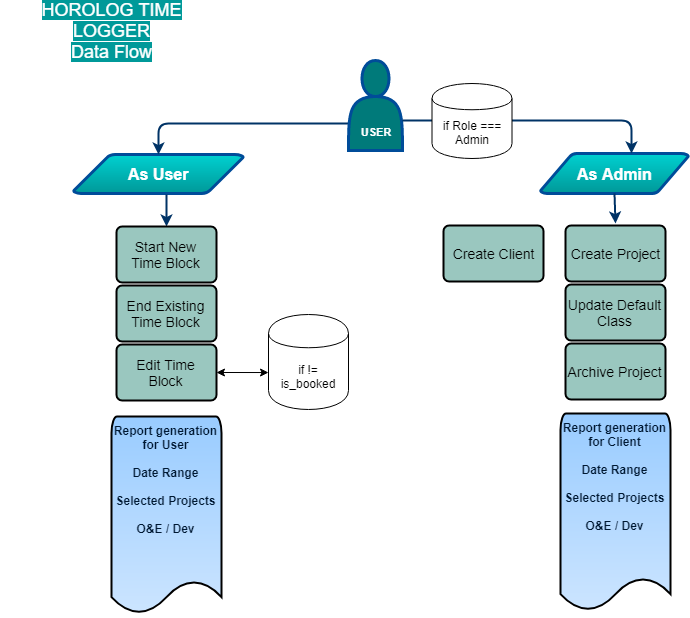 HOROLOG TIME
LOGGER
Data Flow
USER
if Role ===
Admin
As User
As Admin
Start New
Time Block
End Existing
Time Block
Edit Time
Block
if !=
is_booked
Create Client
Create Project
Update Default
Class
Archive Project
Report generation
for User
Date Range
Selected Projects
O&E / Dev
Report generation
for Client
Date Range
Selected Projects
O&E / Dev